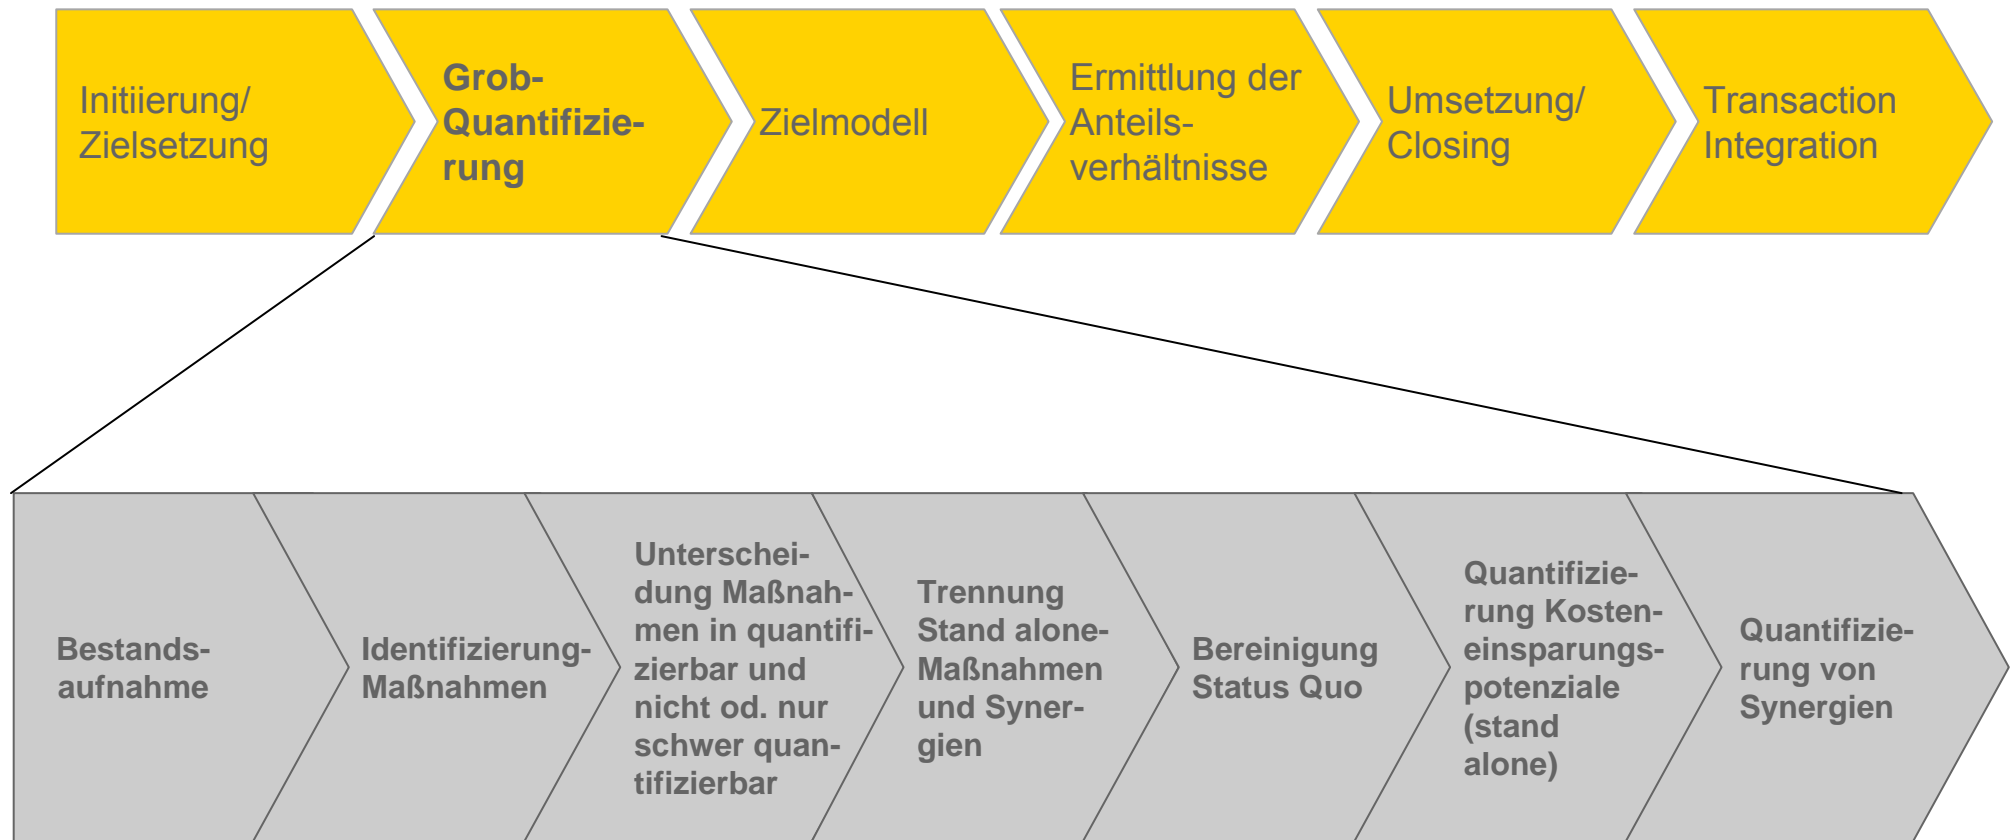 Initiierung/
Zielsetzung
Grob-
Quantifizie-
rung
Zielmodell
Ermittlung der
Anteils-
verhältnisse
Umsetzung/
Closing
Transaction
Integration
Bestands-
aufnahme
Identifizierung-
Maßnahmen
Unterschei-
dung Maßnah-
men in quantifi-
zierbar und
nicht od. nur
schwer quan-
tifizierbar
Trennung
Stand alone-
Maßnahmen
und Syner-
gien
Bereinigung
Status Quo
Quantifizie-
rung Kosten-
einsparungs-
potenziale
(stand
alone)
Quantifizie-
rung von
Synergien